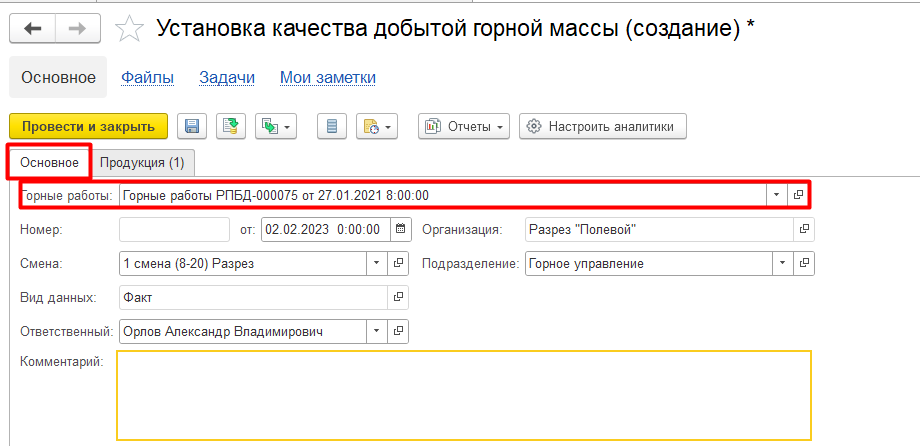 Установка качества добытой горной массы (создание) *
Основное Файлы Задачи Мои заметки
Провести и закрыть Отчеты Настроить аналитики
Основное Продукция (1)
Горные работы: Горные работы РПБД-000075 от 27.01.2021 8:00:00
Номер: от: 02.02.2023 0:00:00 Организация: Разрез "Полевой"
Смена: 1 смена (8-20) Разрез Подразделение: Горное управление
Вид данных: Факт
Ответственный: Орлов Александр Владимирович
Комментарий: